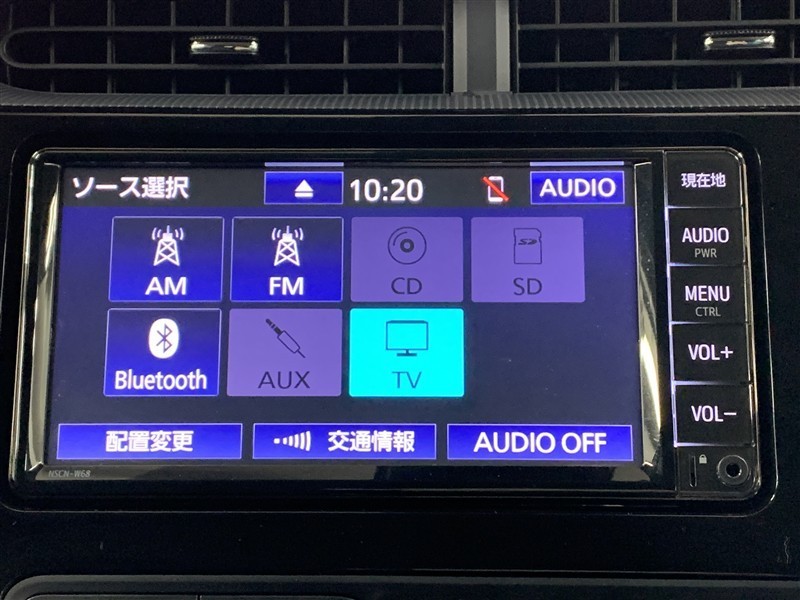 ソース選択 10:20 AUDIO
AM FM CD SD
Bluetooth AUX TV
配置変更 交通情報 AUDIO OFF
NSCN-W68
現在地
AUDIO
PWR
MENU
CTRL
VOL+
VOL−